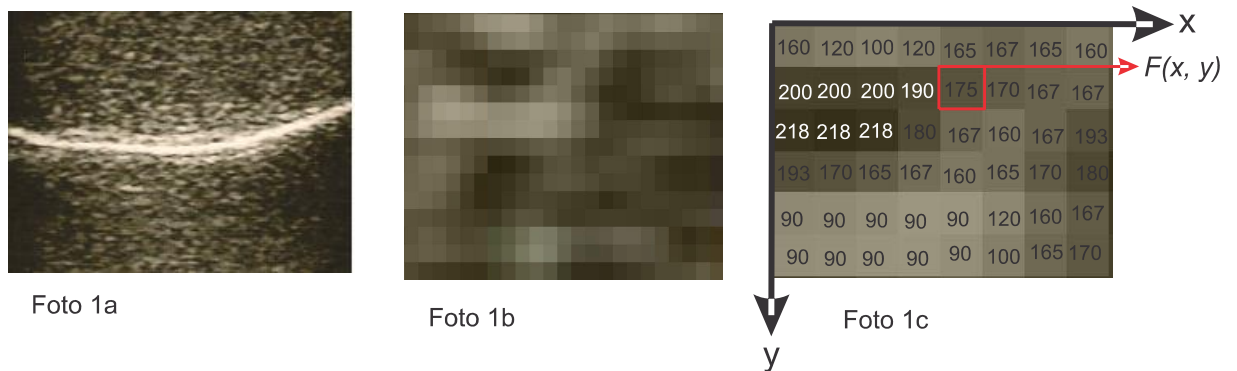 x
160 120 100 120 165 167 165 160
F(x, y)
200 200 200 190 175 170 167 167
218 218 218 180 167 160 167 193
193 170 165 167 160 165 170 180
90 90 90 90 90 120 160 167
90 90 90 90 90 100 165 170
y
Foto 1a
Foto 1b
Foto 1c